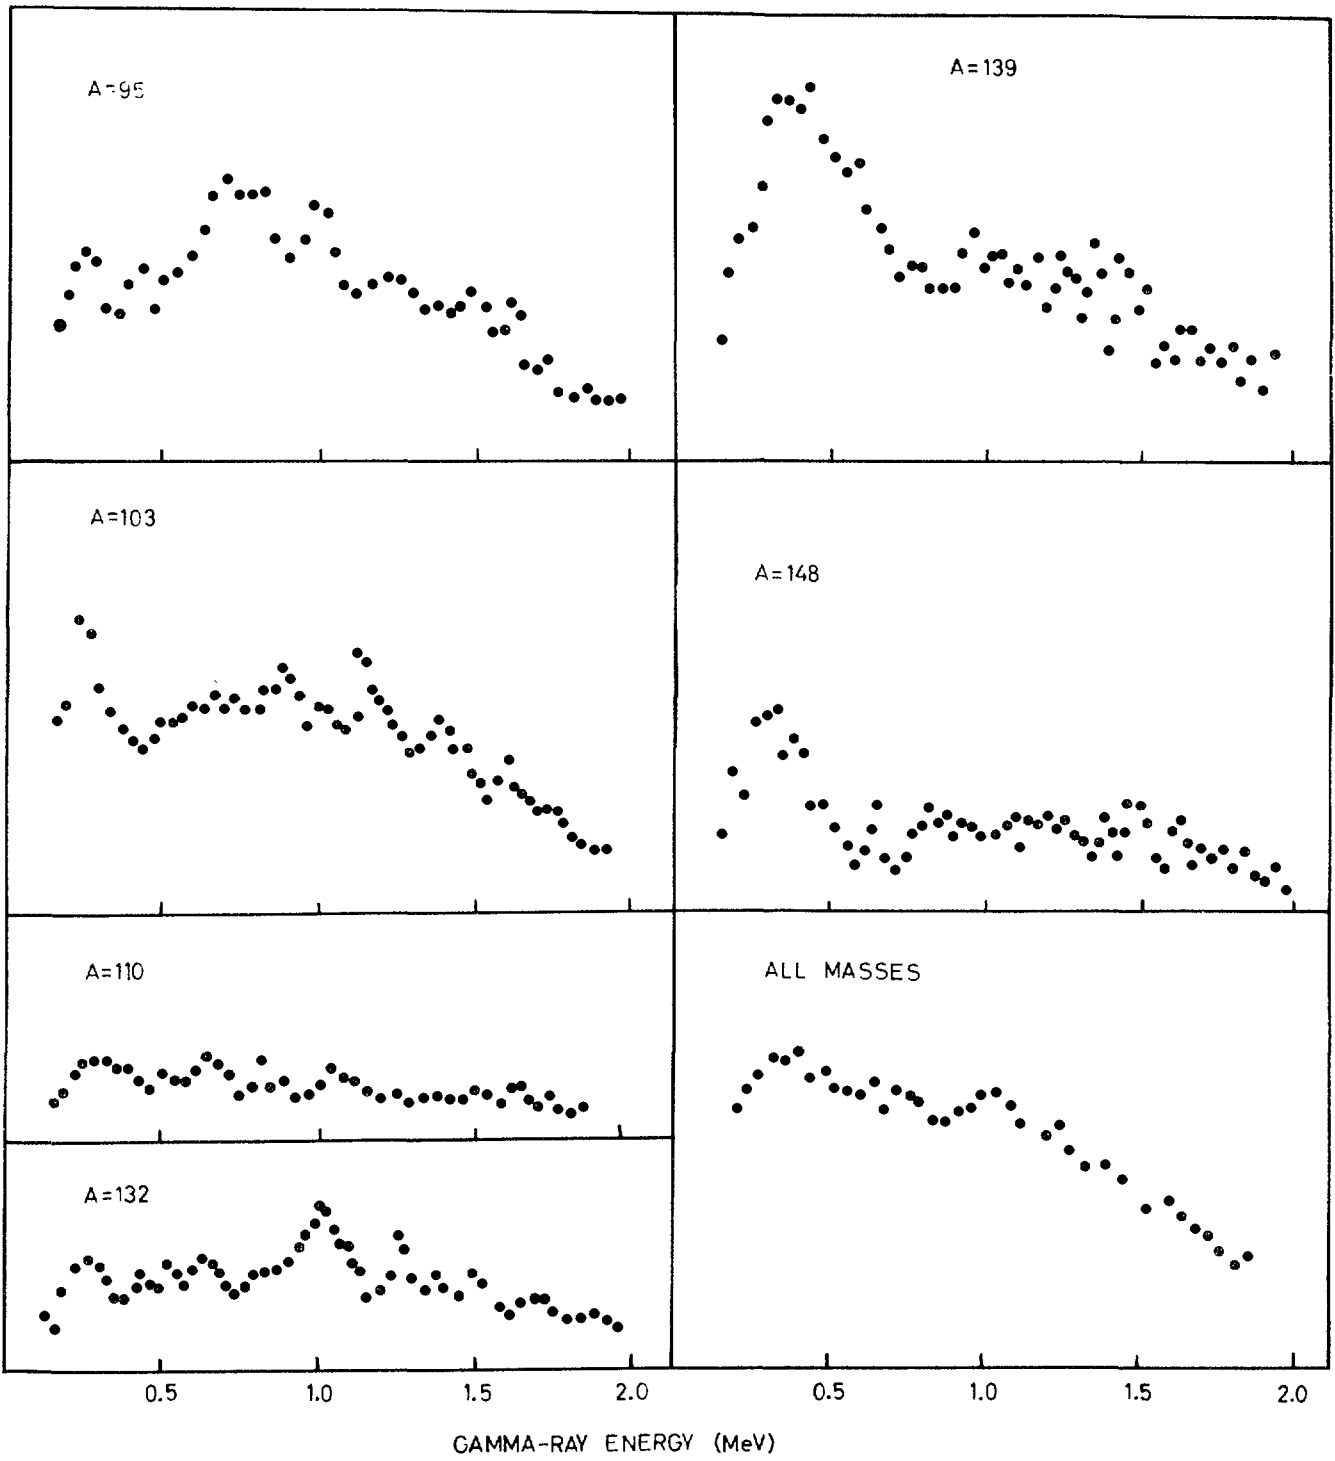 A=95
A=139
A=103
A=148
A=110
ALL MASSES
A=132
0.5 1.0 1.5 2.0 0.5 1.0 1.5 2.0
GAMMA-RAY ENERGY (MeV)